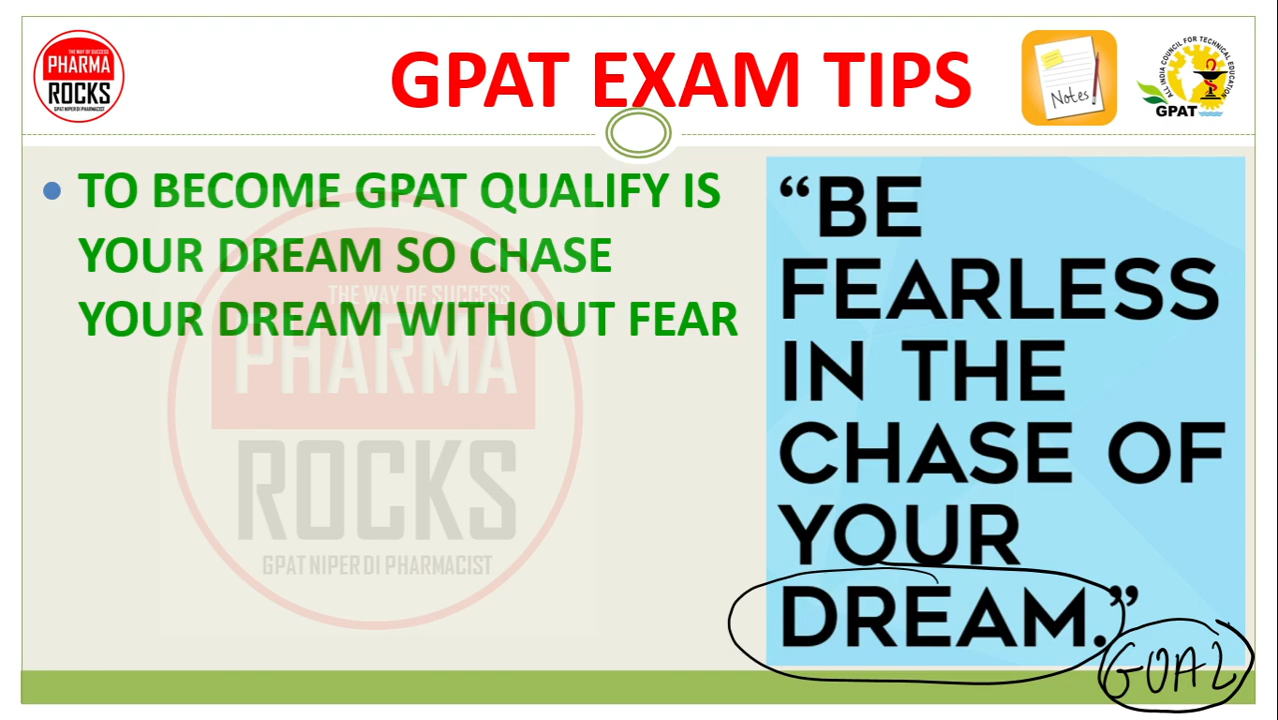 THE WAY OF SUCCESS
PHARMA
ROCKS
GPAT NIPER DI PHARMACIST
GPAT EXAM TIPS
Notes
ALL INDIA COUNCIL FOR TECHNICAL EDUCATION
GPAT
TO BECOME GPAT QUALIFY IS
YOUR DREAM SO CHASE
YOUR DREAM WITHOUT FEAR
THE WAY OF SUCCESS
PHARMA
ROCKS
GPAT NIPER DI PHARMACIST
“BE
FEARLESS
IN THE
CHASE OF
YOUR
DREAM.”
GOAL